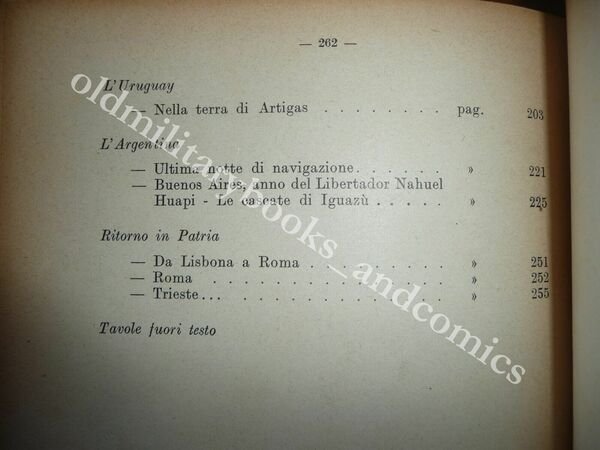 — 262 —
L'Uruguay
— Nella terra di Artigas . . . . . . . . pag. 203
L'Argentina
— Ultima notte di navigazione . . . . . . » 221
— Buenos Aires, anno del Libertador Nahuel
Huapi - Le cascate di Iguazù . . . . . » 225
Ritorno in Patria
— Da Lisbona a Roma . . . . . . . . » 251
— Roma . . . . . . . . . . . » 252
— Trieste... . . . . . . . . . . » 255
Tavole fuori testo
oldmilitarybooks_andcomics